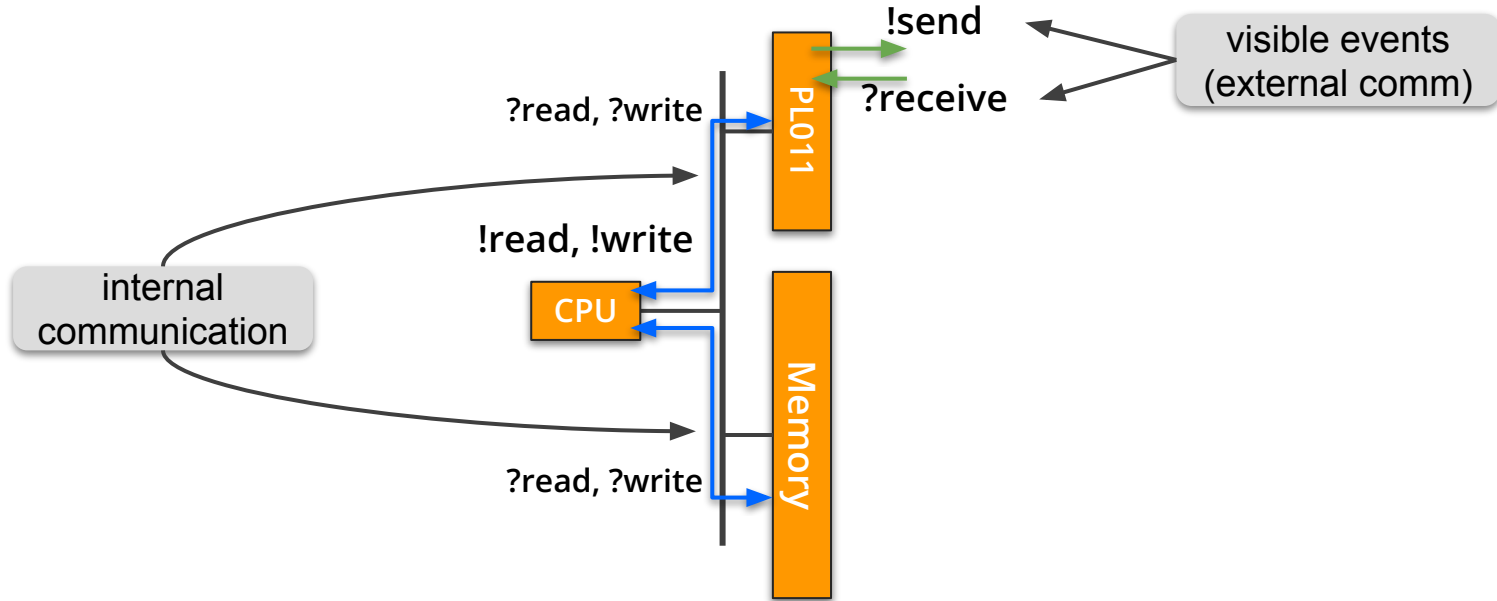 !send
?receive
visible events
(external comm)
PL011
?read, ?write
!read, !write
internal
communication
CPU
Memory
?read, ?write